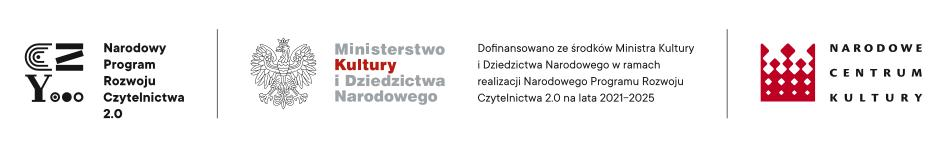 CZ
Y
Narodowy
Program
Rozwoju
Czytelnictwa
2.0
Ministerstwo
Kultury
i Dziedzictwa
Narodowego
Dofinansowano ze środków Ministra Kultury
i Dziedzictwa Narodowego w ramach
realizacji Narodowego Programu Rozwoju
Czytelnictwa 2.0 na lata 2021–2025
NARODOWE
CENTRUM
KULTURY